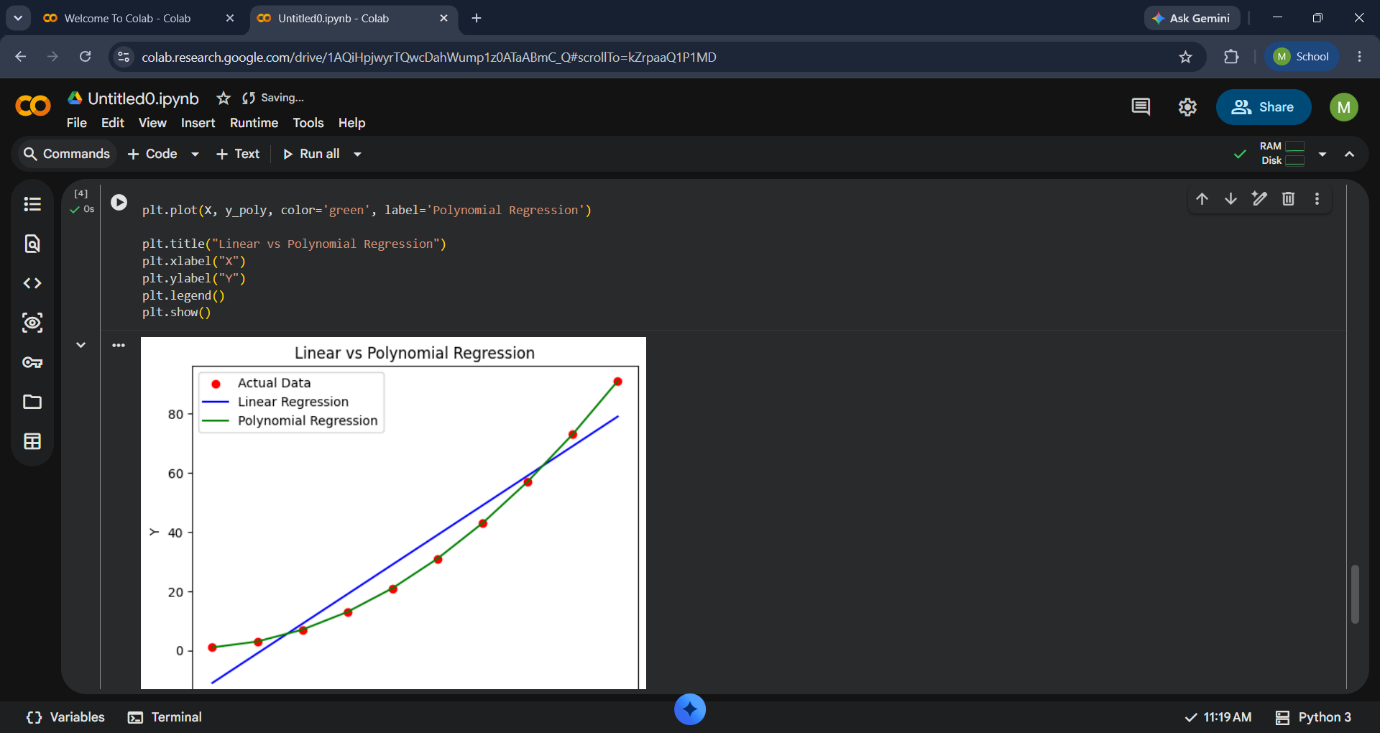 Welcome To Colab - Colab
Untitled0.ipynb - Colab
Ask Gemini
colab.research.google.com/drive/1AQiHpjwyrTQwcDahWump1z0ATaABmC_Q#scrollTo=kZrpaaQ1P1MD
M School
Untitled0.ipynb
Saving...
File Edit View Insert Runtime Tools Help
Share
M
Commands + Code + Text Run all
RAM
Disk
[4]
0s
plt.plot(X, y_poly, color='green', label='Polynomial Regression')
plt.title("Linear vs Polynomial Regression")
plt.xlabel("X")
plt.ylabel("Y")
plt.legend()
plt.show()
Linear vs Polynomial Regression
Actual Data
Linear Regression
Polynomial Regression
80
60
Y
40
20
0
{} Variables
Terminal
11:19 AM
Python 3